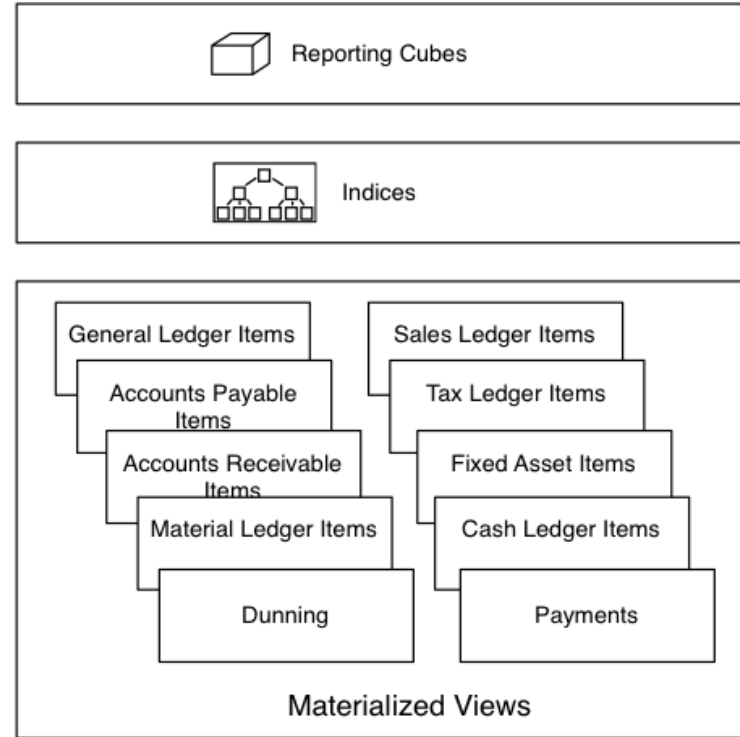 Reporting Cubes
Indices
General Ledger Items
Accounts Payable
Items
Accounts Receivable
Items
Material Ledger Items
Dunning
Sales Ledger Items
Tax Ledger Items
Fixed Asset Items
Cash Ledger Items
Payments
Materialized Views